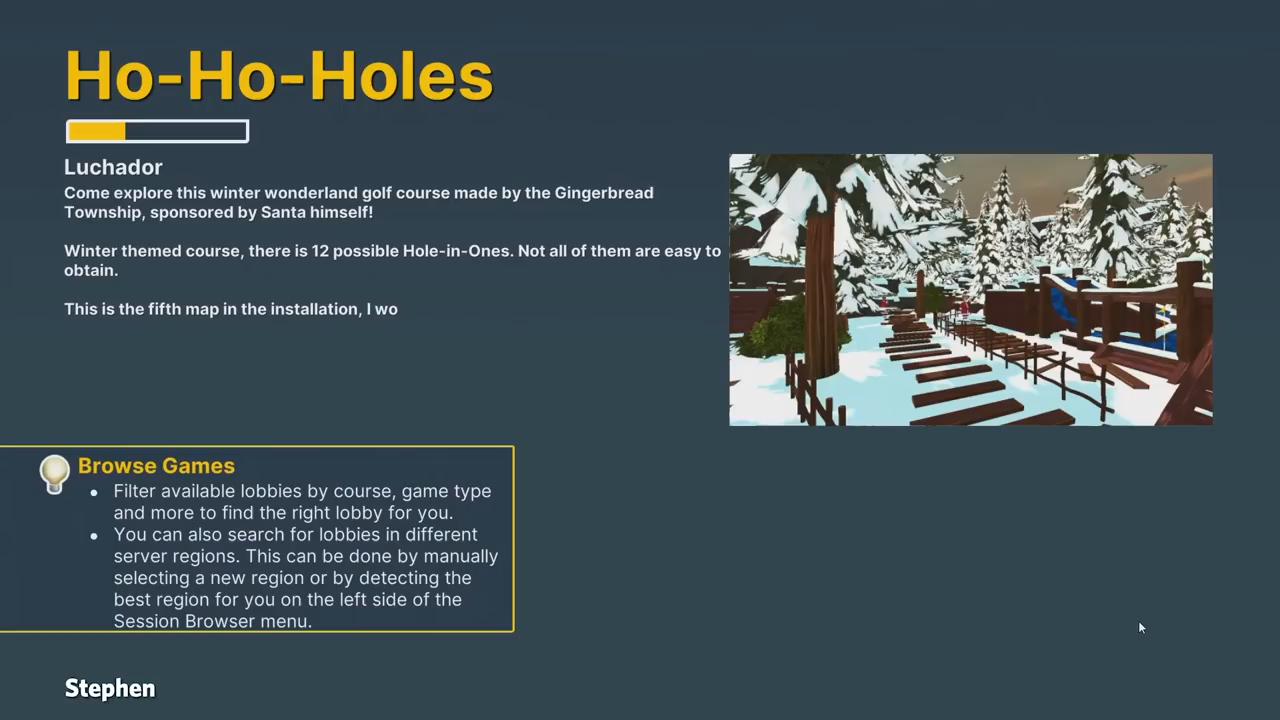 Ho-Ho-Holes
Luchador
Come explore this winter wonderland golf course made by the Gingerbread
Township, sponsored by Santa himself!
Winter themed course, there is 12 possible Hole-in-Ones. Not all of them are easy to
obtain.
This is the fifth map in the installation, I wo
Browse Games
• Filter available lobbies by course, game type
and more to find the right lobby for you.
• You can also search for lobbies in different
server regions. This can be done by manually
selecting a new region or by detecting the
best region for you on the left side of the
Session Browser menu.
Stephen